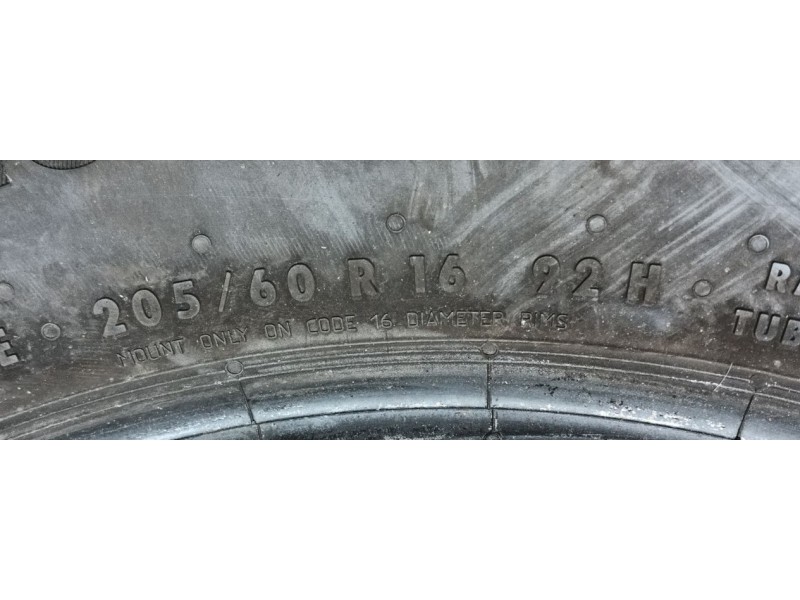 205/60 R 16 92 H
MOUNT ONLY ON CODE 16 DIAMETER RIMS